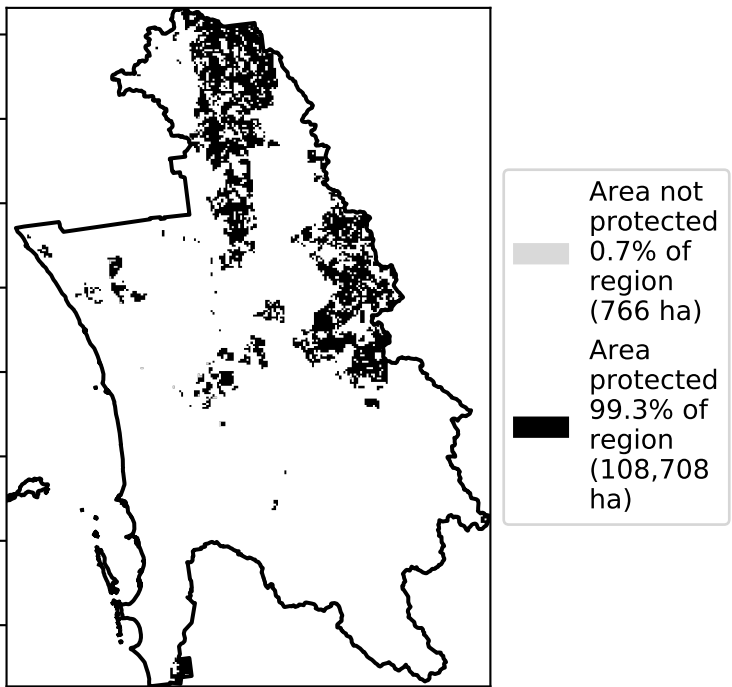 Area not
protected
0.7% of
region
(766 ha)
Area
protected
99.3% of
region
(108,708
ha)